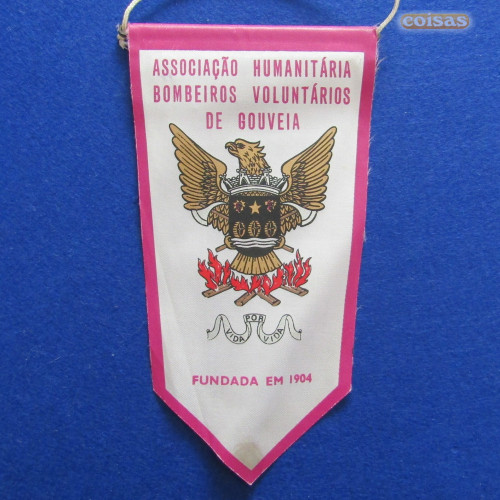 coisas
ASSOCIAÇÃO HUMANITÁRIA
BOMBEIROS VOLUNTÁRIOS
DE GOUVEIA
VIDA POR VIDA
FUNDADA EM 1904